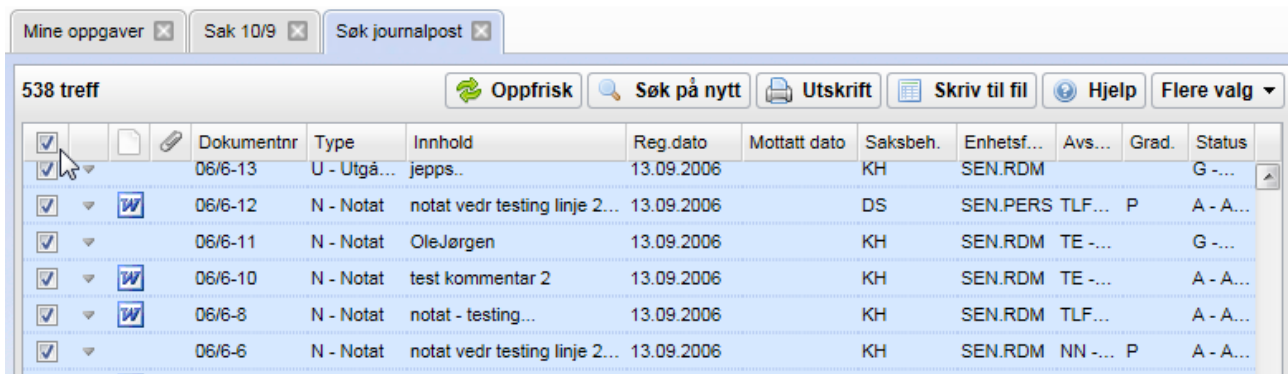 Mine oppgaver Sak 10/9 Søk journalpost
538 treff Oppfrisk Søk på nytt Utskrift Skriv til fil Hjelp Flere valg
Dokumentnr Type Innhold Reg.dato Mottatt dato Saksbeh. Enhetsf... Avs... Grad. Status
06/6-13 U - Utgå... jepps.. 13.09.2006 KH SEN.RDM G -...
06/6-12 N - Notat notat vedr testing linje 2... 13.09.2006 DS SEN.PERS TLF... P A - A...
06/6-11 N - Notat OleJørgen 13.09.2006 KH SEN.RDM TE -... G -...
06/6-10 N - Notat test kommentar 2 13.09.2006 KH SEN.RDM TE -... A - A...
06/6-8 N - Notat notat - testing... 13.09.2006 KH SEN.RDM TLF... A - A...
06/6-6 N - Notat notat vedr testing linje 2... 13.09.2006 KH SEN.RDM NN -... P A - A...